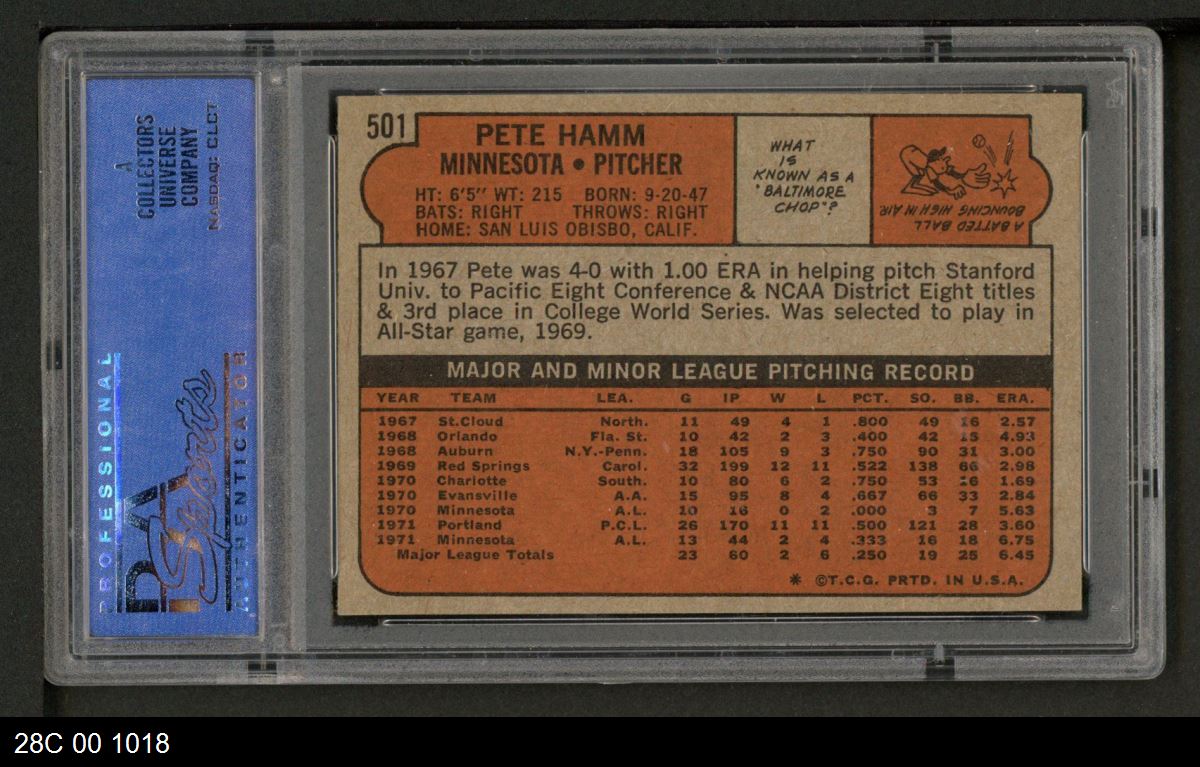 A
COLLECTORS
UNIVERSE
COMPANY
NASDAQ: CLCT
PROFESSIONAL
PSA
Sports
AUTHENTICATOR
501
PETE HAMM
MINNESOTA • PITCHER
HT: 6'5" WT: 215 BORN: 9-20-47
BATS: RIGHT THROWS: RIGHT
HOME: SAN LUIS OBISBO, CALIF.
WHAT
IS
KNOWN AS A
"BALTIMORE
CHOP"?
A BATTED BALL
BOUNCING HIGH IN AIR
In 1967 Pete was 4-0 with 1.00 ERA in helping pitch Stanford
Univ. to Pacific Eight Conference & NCAA District Eight titles
& 3rd place in College World Series. Was selected to play in
All-Star game, 1969.
MAJOR AND MINOR LEAGUE PITCHING RECORD
YEAR TEAM LEA. G IP W L PCT. SO. BB. ERA.
1967 St.Cloud North. 11 49 4 1 .800 49 16 2.57
1968 Orlando Fla. St. 10 42 2 3 .400 42 15 4.93
1968 Auburn N.Y.-Penn. 18 105 9 3 .750 90 31 3.00
1969 Red Springs Carol. 32 199 12 11 .522 138 66 2.98
1970 Charlotte South. 10 80 6 2 .750 53 16 1.69
1970 Evansville A.A. 15 95 8 4 .667 66 33 2.84
1970 Minnesota A.L. 10 16 0 2 .000 3 7 5.63
1971 Portland P.C.L. 26 170 11 11 .500 121 28 3.60
1971 Minnesota A.L. 13 44 2 4 .333 16 18 6.75
Major League Totals 23 60 2 6 .250 19 25 6.45
* ©T.C.G. PRTD. IN U.S.A.
28C 00 1018